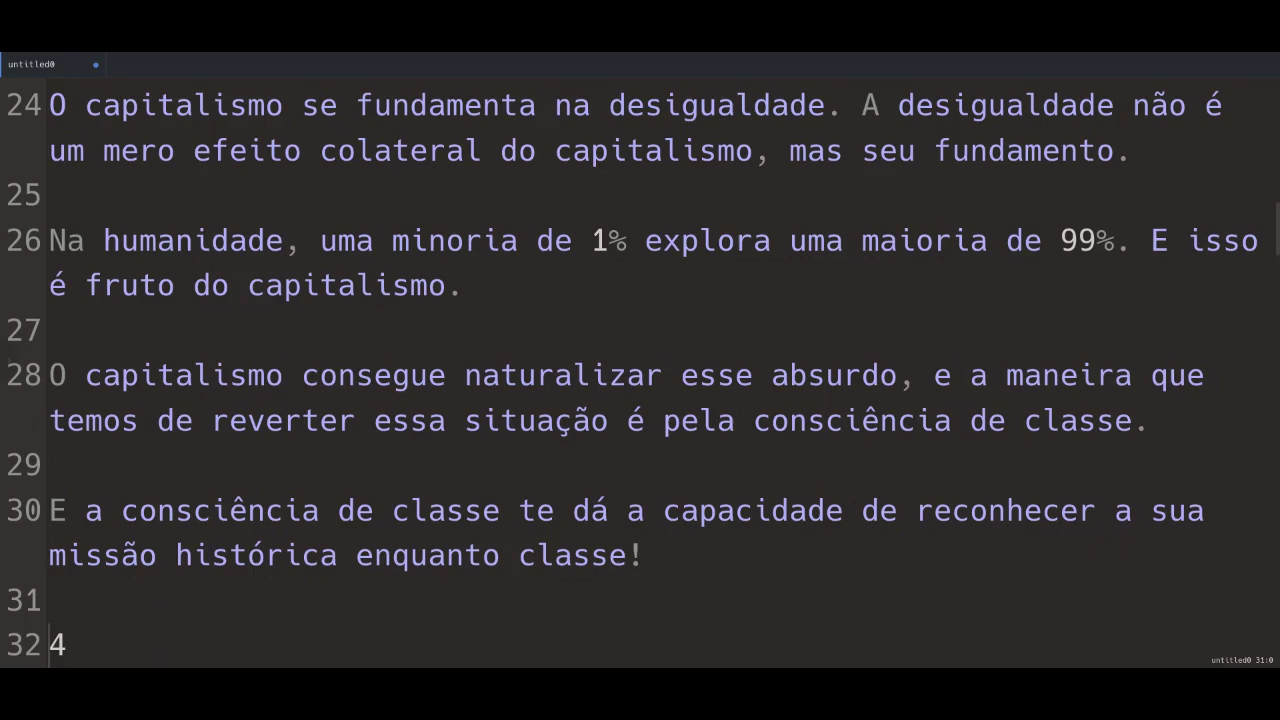 untitled0
24 O capitalismo se fundamenta na desigualdade. A desigualdade não é
um mero efeito colateral do capitalismo, mas seu fundamento.
25
26 Na humanidade, uma minoria de 1% explora uma maioria de 99%. E isso
é fruto do capitalismo.
27
28 O capitalismo consegue naturalizar esse absurdo, e a maneira que
temos de reverter essa situação é pela consciência de classe.
29
30 E a consciência de classe te dá a capacidade de reconhecer a sua
missão histórica enquanto classe!
31
32 4
untitled0 31:0